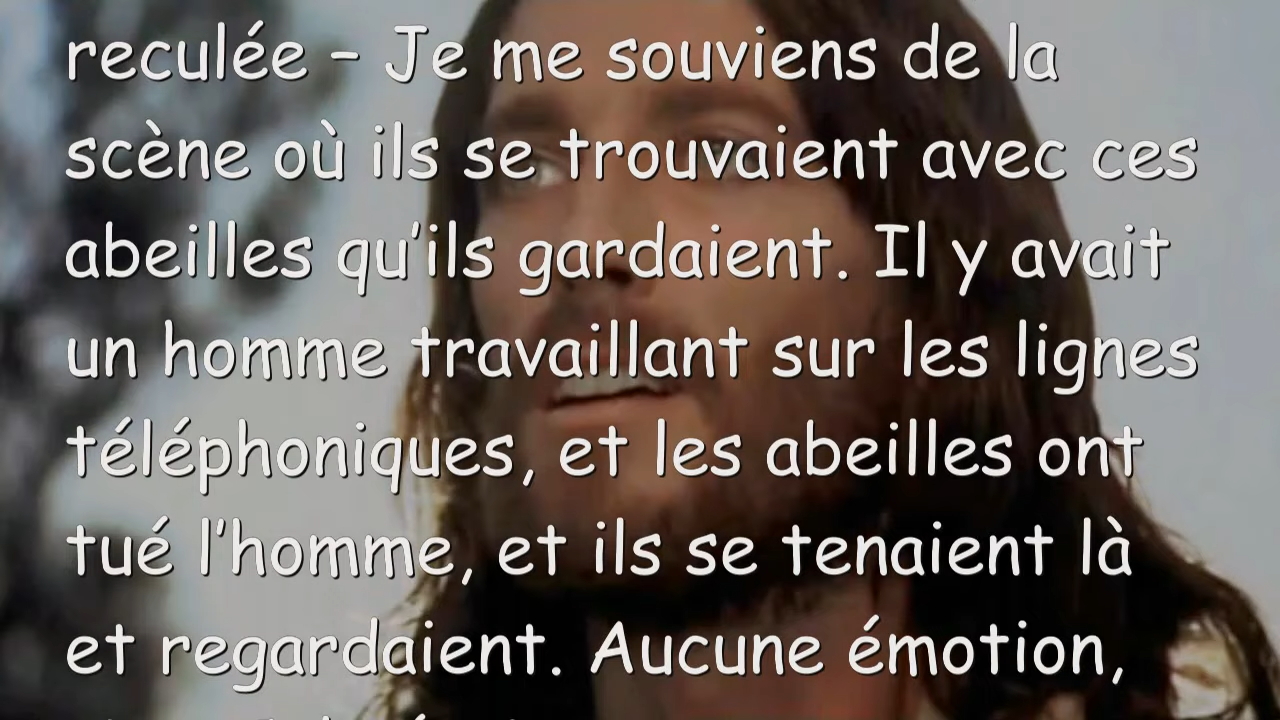 reculée – Je me souviens de la
scène où ils se trouvaient avec ces
abeilles qu’ils gardaient. Il y avait
un homme travaillant sur les lignes
téléphoniques, et les abeilles ont
tué l’homme, et ils se tenaient là
et regardaient. Aucune émotion,